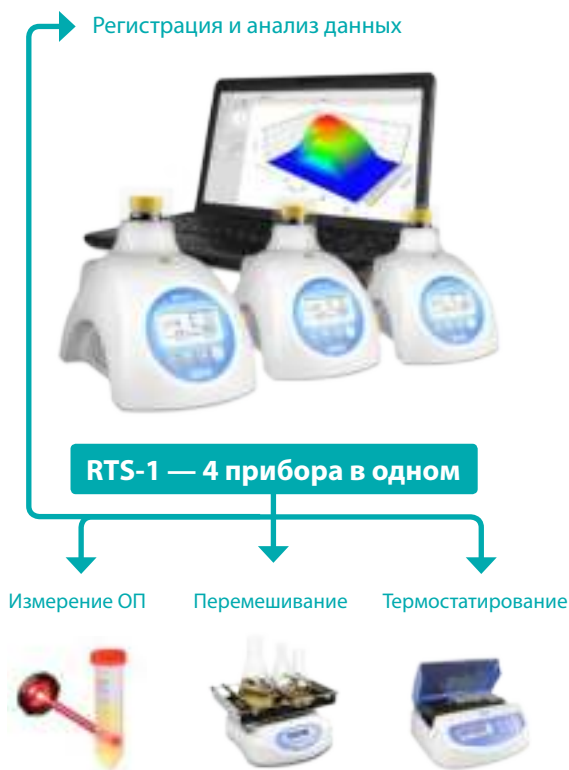 Регистрация и анализ данных
RTS-1 — 4 прибора в одном
Измерение ОП
Перемешивание
Термостатирование